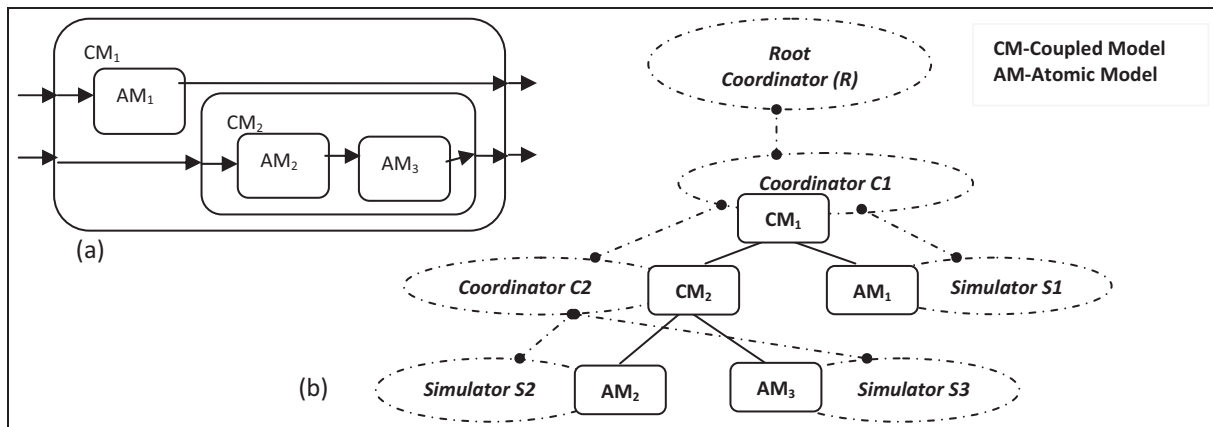 CM₁
AM₁
CM₂
AM₂
AM₃
(a)
Root
Coordinator (R)
CM-Coupled Model
AM-Atomic Model
Coordinator C1
CM₁
Coordinator C2
CM₂
AM₁
Simulator S1
(b)
Simulator S2
AM₂
AM₃
Simulator S3